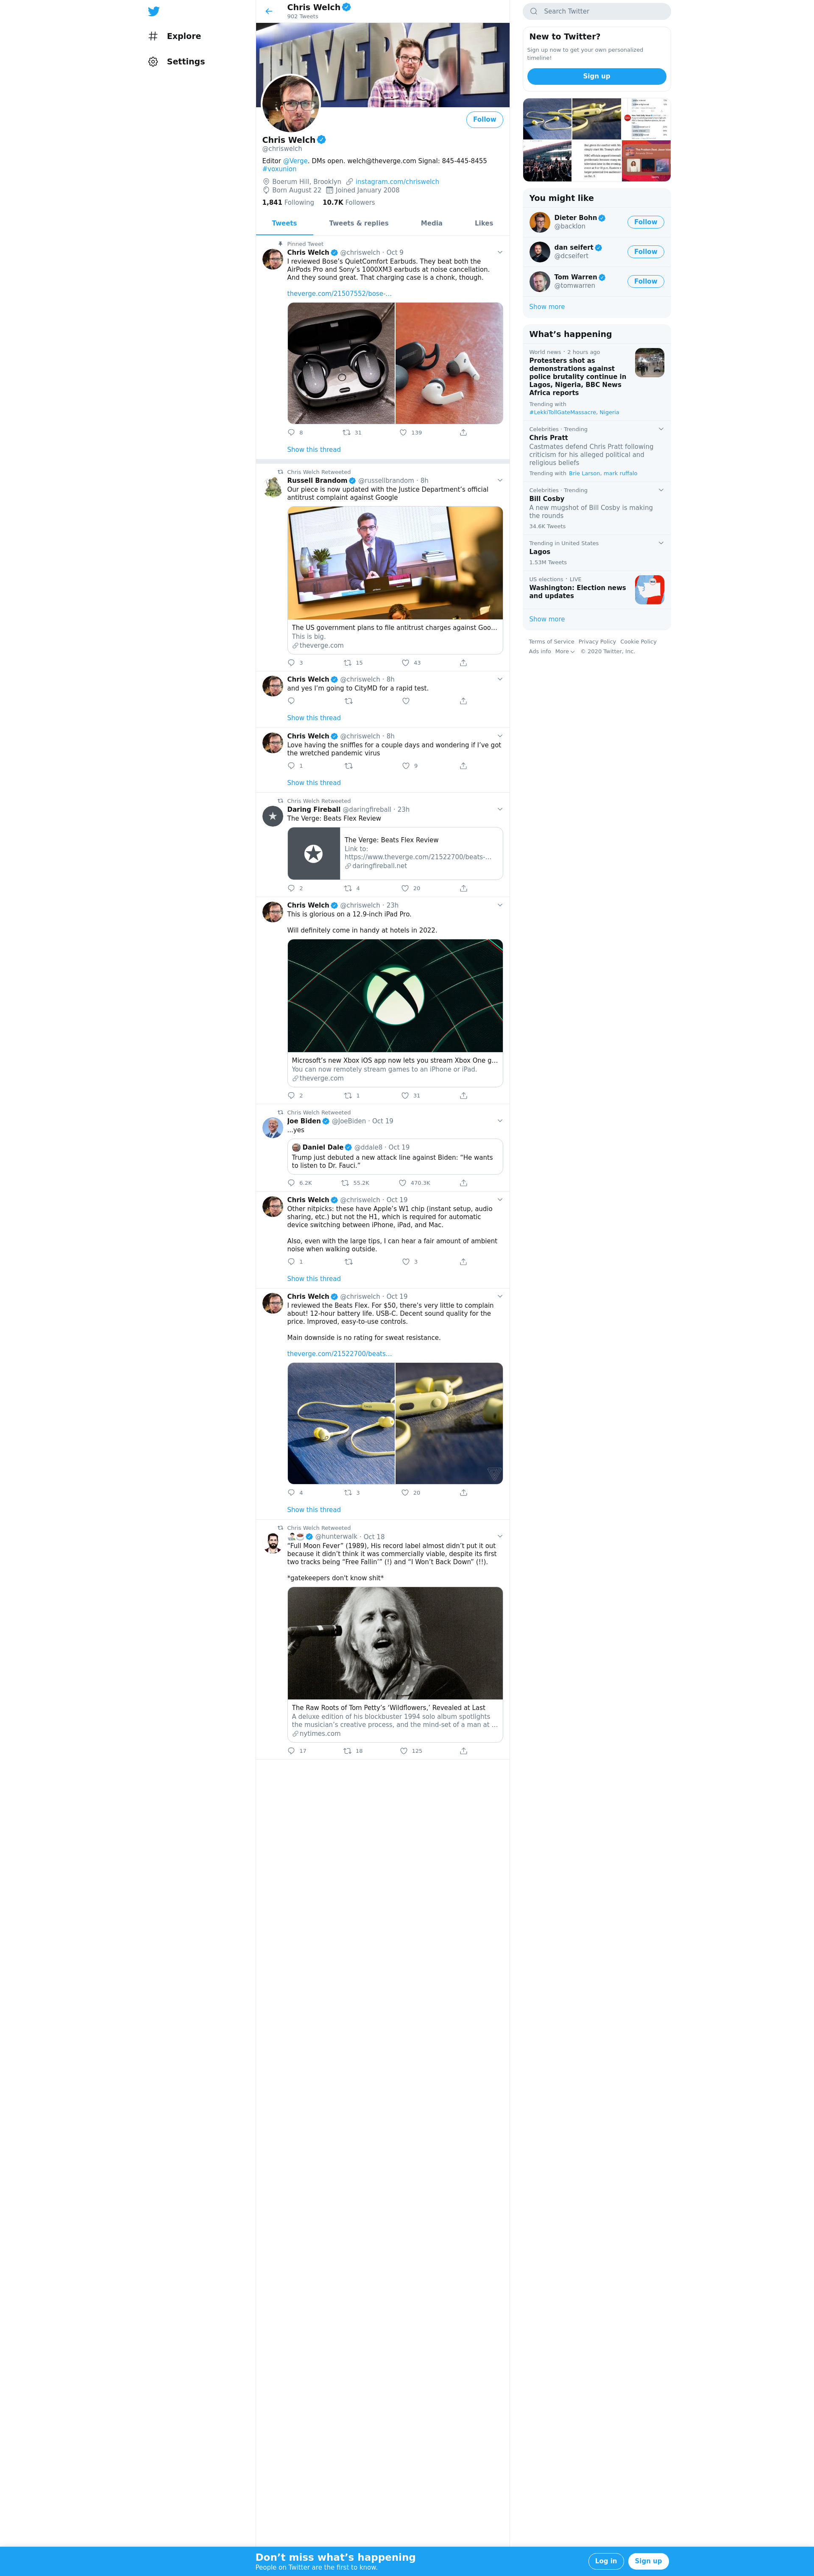 Explore
Settings
Chris Welch
902 Tweets
Follow
Chris Welch
@chriswelch
Editor @Verge. DMs open. welch@theverge.com Signal: 845-445-8455
#voxunion
Boerum Hill, Brooklyn instagram.com/chriswelch
Born August 22 Joined January 2008
1,841 Following 10.7K Followers
Tweets Tweets & replies Media Likes
Pinned Tweet
Chris Welch @chriswelch · Oct 9
I reviewed Bose’s QuietComfort Earbuds. They beat both the
AirPods Pro and Sony’s 1000XM3 earbuds at noise cancellation.
And they sound great. That charging case is a chonk, though.
theverge.com/21507552/bose-…
8 31 139
Show this thread
Chris Welch Retweeted
Russell Brandom @russellbrandom · 8h
Our piece is now updated with the Justice Department’s official
antitrust complaint against Google
The US government plans to file antitrust charges against Goo…
This is big.
theverge.com
3 15 43
Chris Welch @chriswelch · 8h
and yes I’m going to CityMD for a rapid test.
Show this thread
Chris Welch @chriswelch · 8h
Love having the sniffles for a couple days and wondering if I’ve got
the wretched pandemic virus
1 9
Show this thread
Chris Welch Retweeted
Daring Fireball @daringfireball · 23h
The Verge: Beats Flex Review
The Verge: Beats Flex Review
Link to:
https://www.theverge.com/21522700/beats-…
daringfireball.net
2 4 20
Chris Welch @chriswelch · 23h
This is glorious on a 12.9-inch iPad Pro.
Will definitely come in handy at hotels in 2022.
Microsoft’s new Xbox iOS app now lets you stream Xbox One g…
You can now remotely stream games to an iPhone or iPad.
theverge.com
2 1 31
Chris Welch Retweeted
Joe Biden @JoeBiden · Oct 19
…yes
Daniel Dale @ddale8 · Oct 19
Trump just debuted a new attack line against Biden: “He wants
to listen to Dr. Fauci.”
6.2K 55.2K 470.3K
Chris Welch @chriswelch · Oct 19
Other nitpicks: these have Apple’s W1 chip (instant setup, audio
sharing, etc.) but not the H1, which is required for automatic
device switching between iPhone, iPad, and Mac.
Also, even with the large tips, I can hear a fair amount of ambient
noise when walking outside.
1 3
Show this thread
Chris Welch @chriswelch · Oct 19
I reviewed the Beats Flex. For $50, there’s very little to complain
about! 12-hour battery life. USB-C. Decent sound quality for the
price. Improved, easy-to-use controls.
Main downside is no rating for sweat resistance.
theverge.com/21522700/beats…
4 3 20
Show this thread
Chris Welch Retweeted
@hunterwalk · Oct 18
“Full Moon Fever” (1989), His record label almost didn’t put it out
because it didn’t think it was commercially viable, despite its first
two tracks being “Free Fallin’” (!) and “I Won’t Back Down” (!!).
*gatekeepers don’t know shit*
The Raw Roots of Tom Petty’s ‘Wildflowers,’ Revealed at Last
A deluxe edition of his blockbuster 1994 solo album spotlights
the musician’s creative process, and the mind-set of a man at …
nytimes.com
17 18 125
Search Twitter
New to Twitter?
Sign up now to get your own personalized
timeline!
Sign up
You might like
Dieter Bohn
@backlon
Follow
dan seifert
@dcseifert
Follow
Tom Warren
@tomwarren
Follow
Show more
What’s happening
World news · 2 hours ago
Protesters shot as
demonstrations against
police brutality continue in
Lagos, Nigeria, BBC News
Africa reports
Trending with
#LekkiTollGateMassacre, Nigeria
Celebrities · Trending
Chris Pratt
Castmates defend Chris Pratt following
criticism for his alleged political and
religious beliefs
Trending with Brie Larson, mark ruffalo
Celebrities · Trending
Bill Cosby
A new mugshot of Bill Cosby is making
the rounds
34.6K Tweets
Trending in United States
Lagos
1.53M Tweets
US elections · LIVE
Washington: Election news
and updates
Show more
Terms of Service Privacy Policy Cookie Policy
Ads info More © 2020 Twitter, Inc.
Don’t miss what’s happening
People on Twitter are the first to know.
Log in Sign up